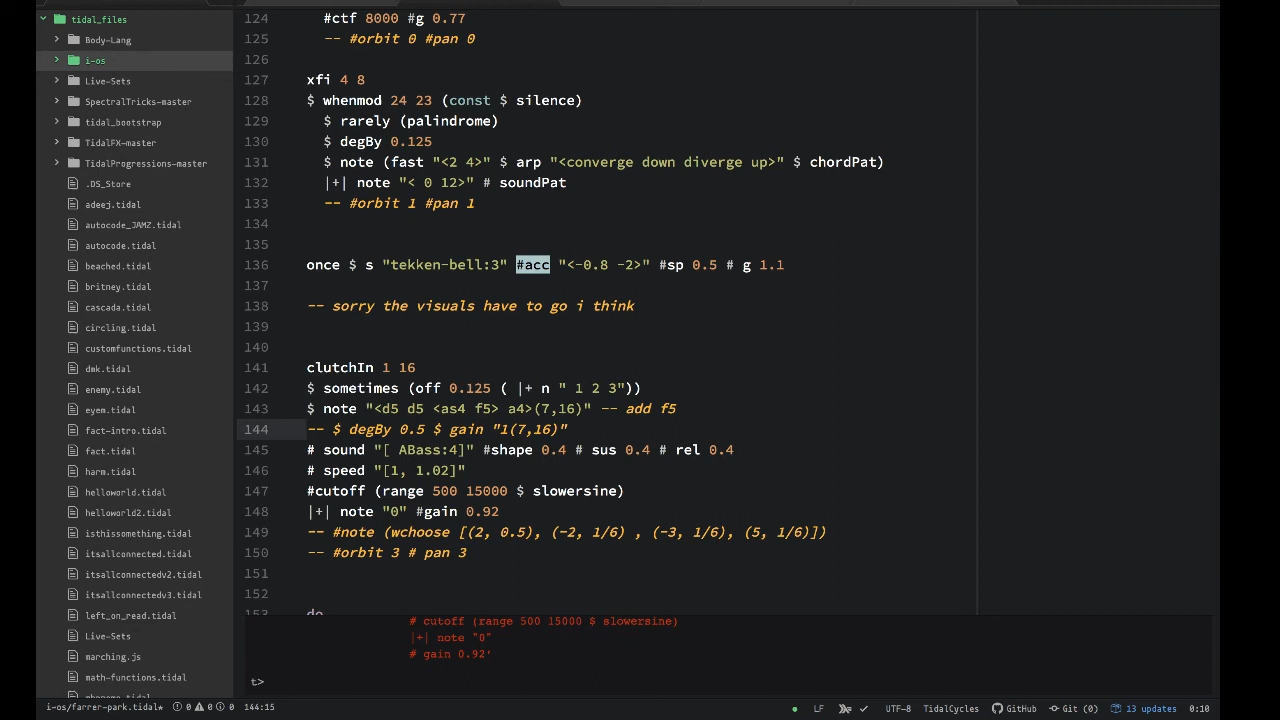 tidal_files
Body-Lang
i-os
Live-Sets
SpectralTricks-master
tidal_bootstrap
TidalFX-master
TidalProgressions-master
.DS_Store
adeej.tidal
autocode_JAMZ.tidal
autocode.tidal
beached.tidal
britney.tidal
cascada.tidal
circling.tidal
customfunctions.tidal
dmk.tidal
enemy.tidal
eyem.tidal
fact-intro.tidal
fact.tidal
harm.tidal
helloworld.tidal
helloworld2.tidal
isthissomething.tidal
itsallconnected.tidal
itsallconnectedv2.tidal
itsallconnectedv3.tidal
left_on_read.tidal
Live-Sets
marching.js
math-functions.tidal
124 #ctf 8000 #g 0.77
125 -- #orbit 0 #pan 0
126
127 xfi 4 8
128 $ whenmod 24 23 (const $ silence)
129 $ rarely (palindrome)
130 $ degBy 0.125
131 $ note (fast "<2 4>" $ arp "<converge down diverge up>" $ chordPat)
132 |+| note "< 0 12>" # soundPat
133 -- #orbit 1 #pan 1
134
135
136 once $ s "tekken-bell:3" #acc "<-0.8 -2>" #sp 0.5 # g 1.1
137
138 -- sorry the visuals have to go i think
139
140
141 clutchIn 1 16
142 $ sometimes (off 0.125 ( |+ n " 1 2 3"))
143 $ note "<d5 d5 <as4 f5> a4>(7,16)" -- add f5
144 -- $ degBy 0.5 $ gain "1(7,16)"
145 # sound "[ ABass:4]" #shape 0.4 # sus 0.4 # rel 0.4
146 # speed "[1, 1.02]"
147 #cutoff (range 500 15000 $ slowersine)
148 |+| note "0" #gain 0.92
149 -- #note (wchoose [(2, 0.5), (-2, 1/6) , (-3, 1/6), (5, 1/6)])
150 -- #orbit 3 # pan 3
151
152
153 do
# cutoff (range 500 15000 $ slowersine)
|+| note "0"
# gain 0.92'
t>
i-os/farrer-park.tidal* 0 0 0 144:15 LF UTF-8 TidalCycles GitHub Git (0) 13 updates 0:10